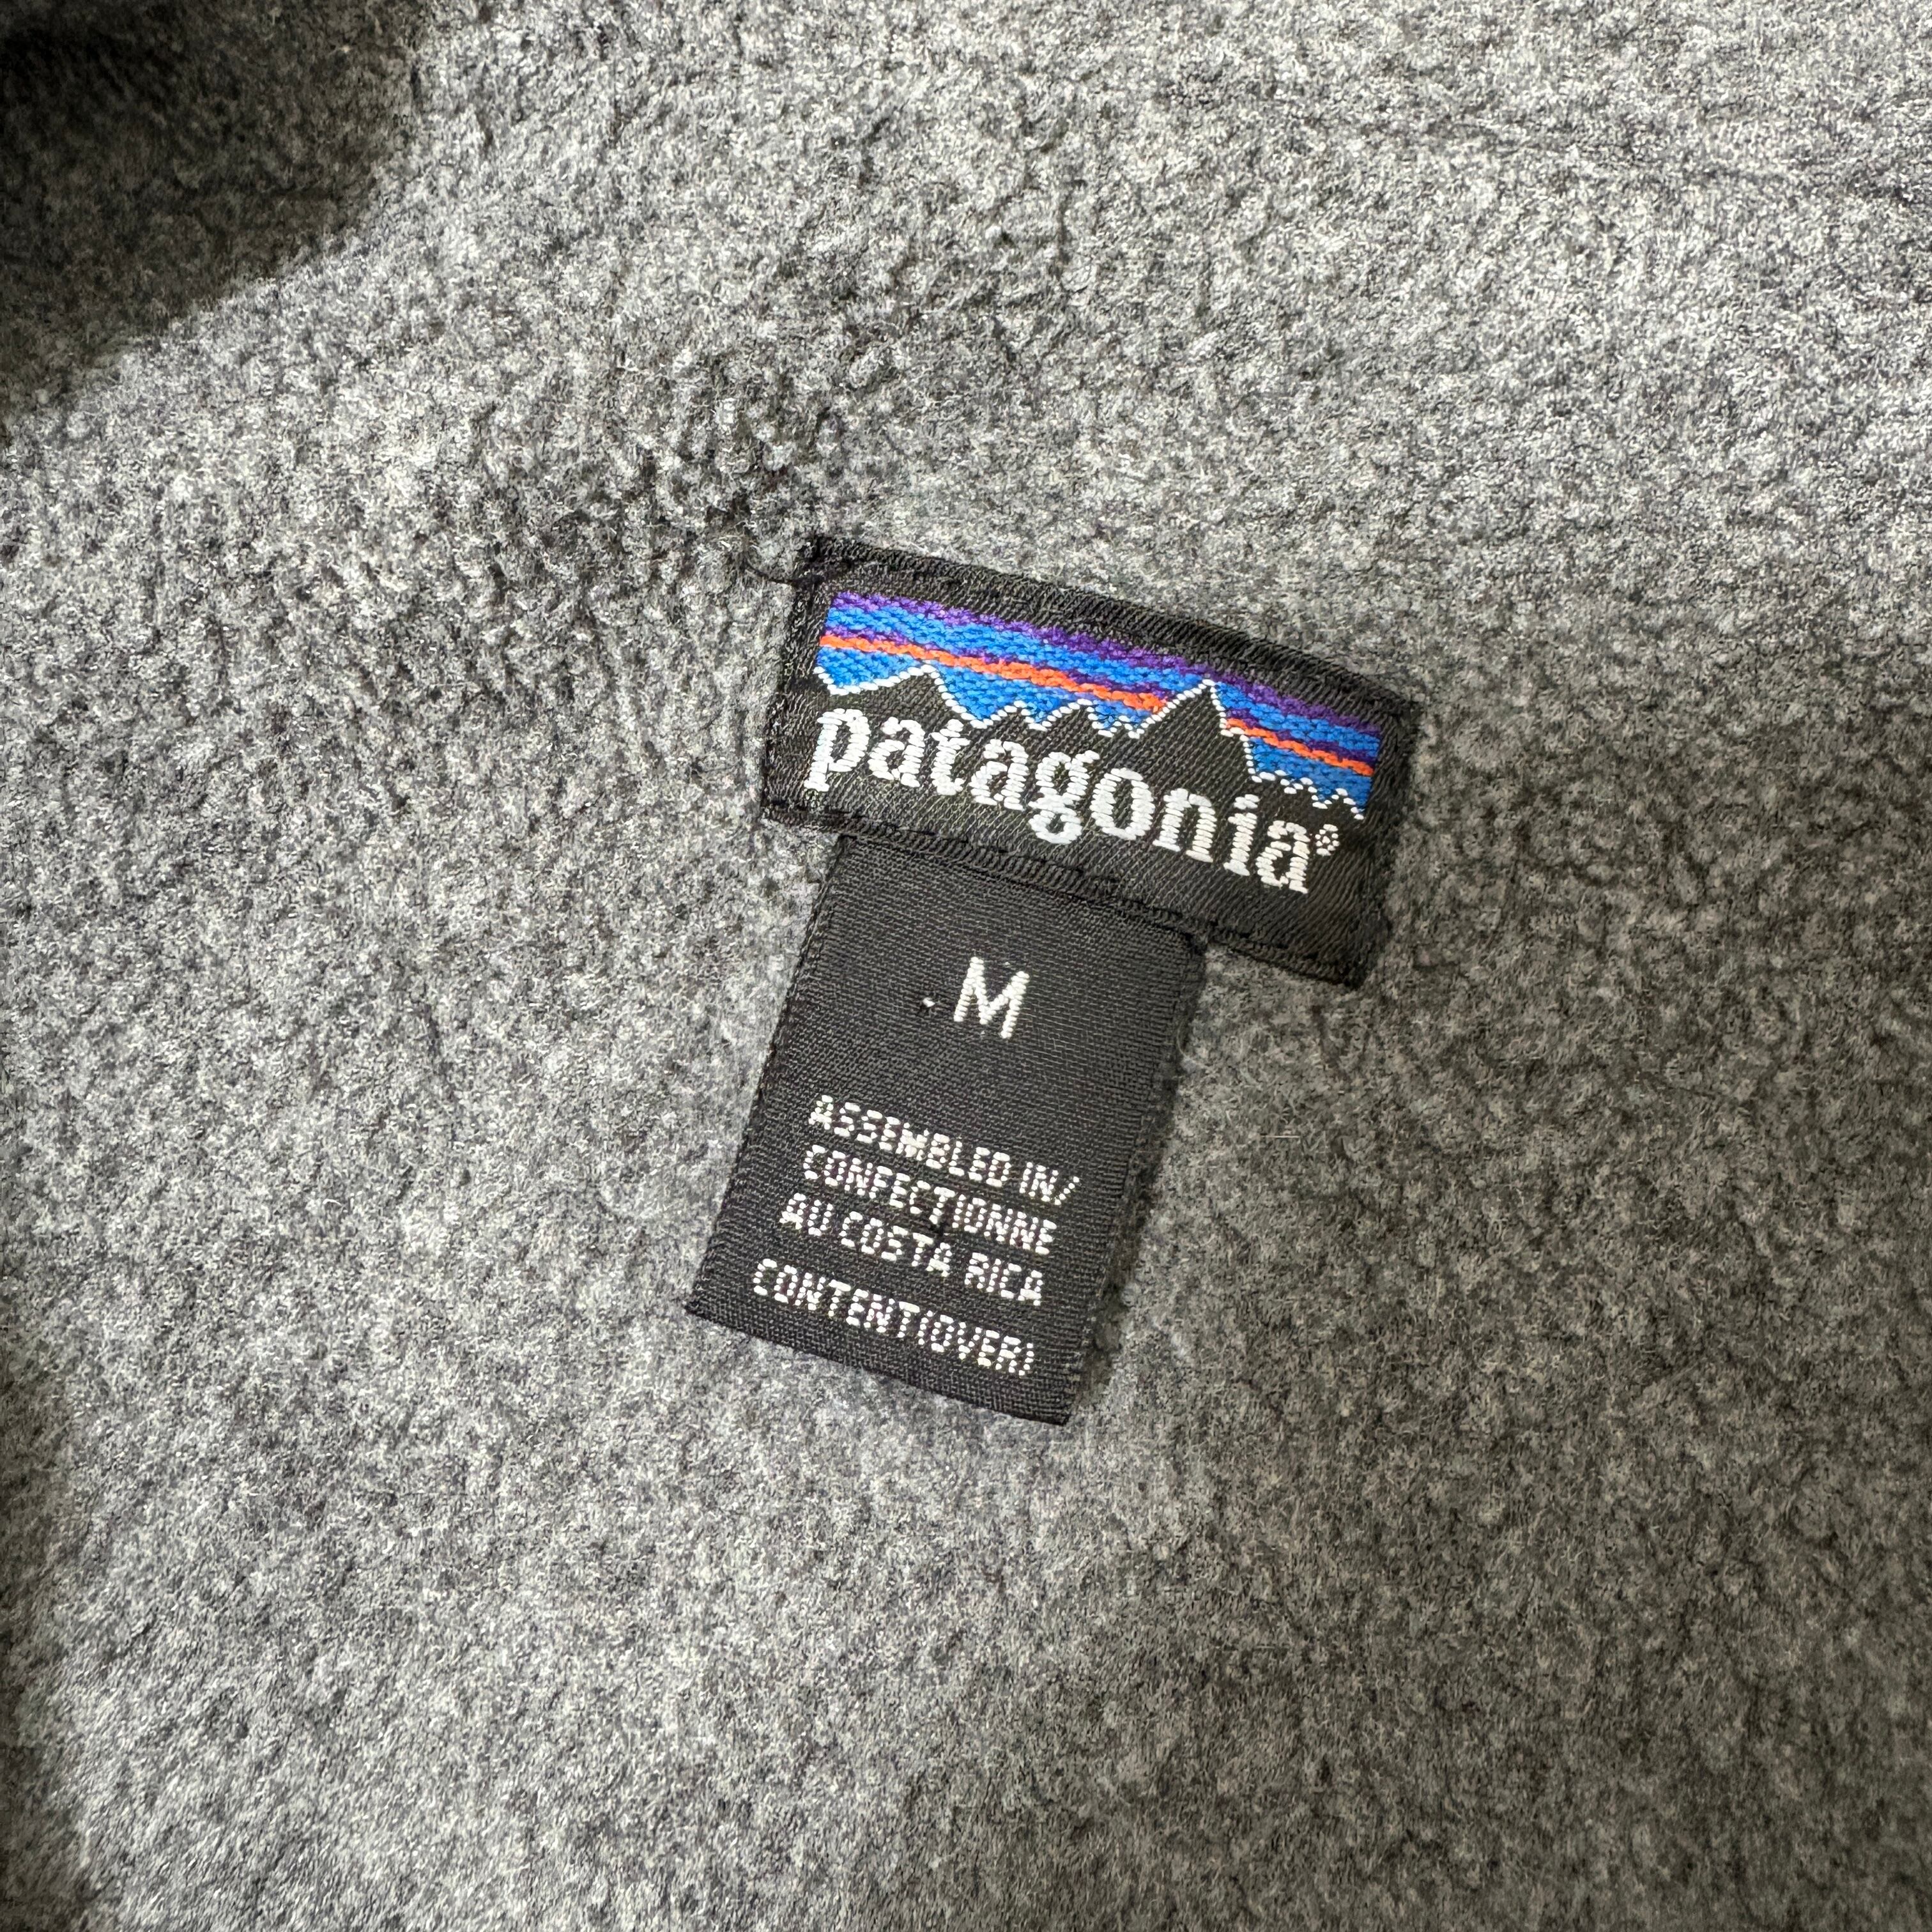 patagonia®
M
ASSEMBLED IN/
CONFECTIONNE
AU COSTA RICA
CONTENT(OVER)